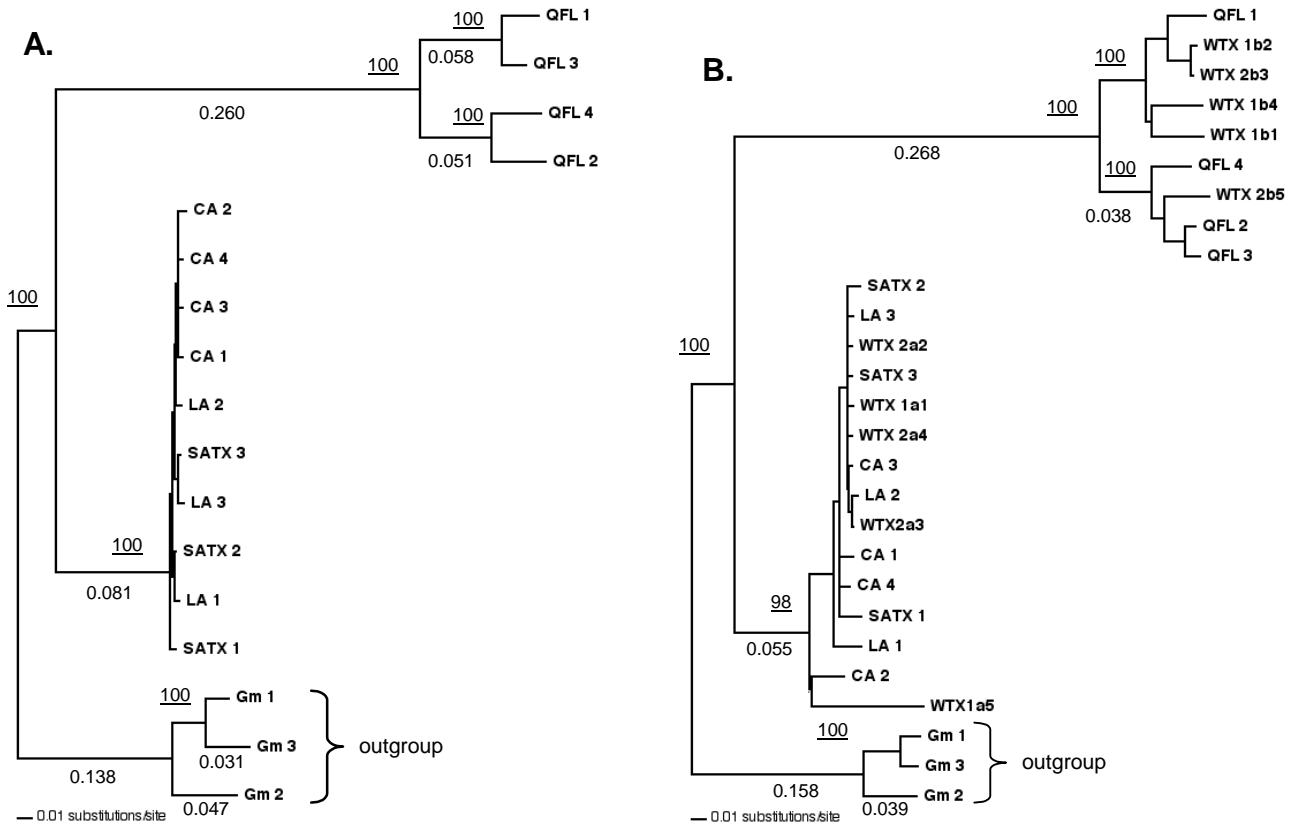 A.
100
QFL 1
0.058
QFL 3
100
0.260
100
QFL 4
0.051
QFL 2
CA 2
CA 4
100
CA 3
CA 1
LA 2
SATX 3
LA 3
100
SATX 2
0.081
LA 1
SATX 1
100
Gm 1
Gm 3
0.031
outgroup
0.138
Gm 2
0.047
0.01 substitutions/site
B.
QFL 1
100
WTX 1b2
WTX 2b3
100
WTX 1b4
WTX 1b1
0.268
100
QFL 4
WTX 2b5
0.038
QFL 2
QFL 3
SATX 2
LA 3
100
WTX 2a2
SATX 3
WTX 1a1
WTX 2a4
CA 3
LA 2
WTX2a3
CA 1
CA 4
98
SATX 1
0.055
LA 1
CA 2
WTX1a5
100
Gm 1
Gm 3
outgroup
0.158
Gm 2
0.039
0.01 substitutions/site